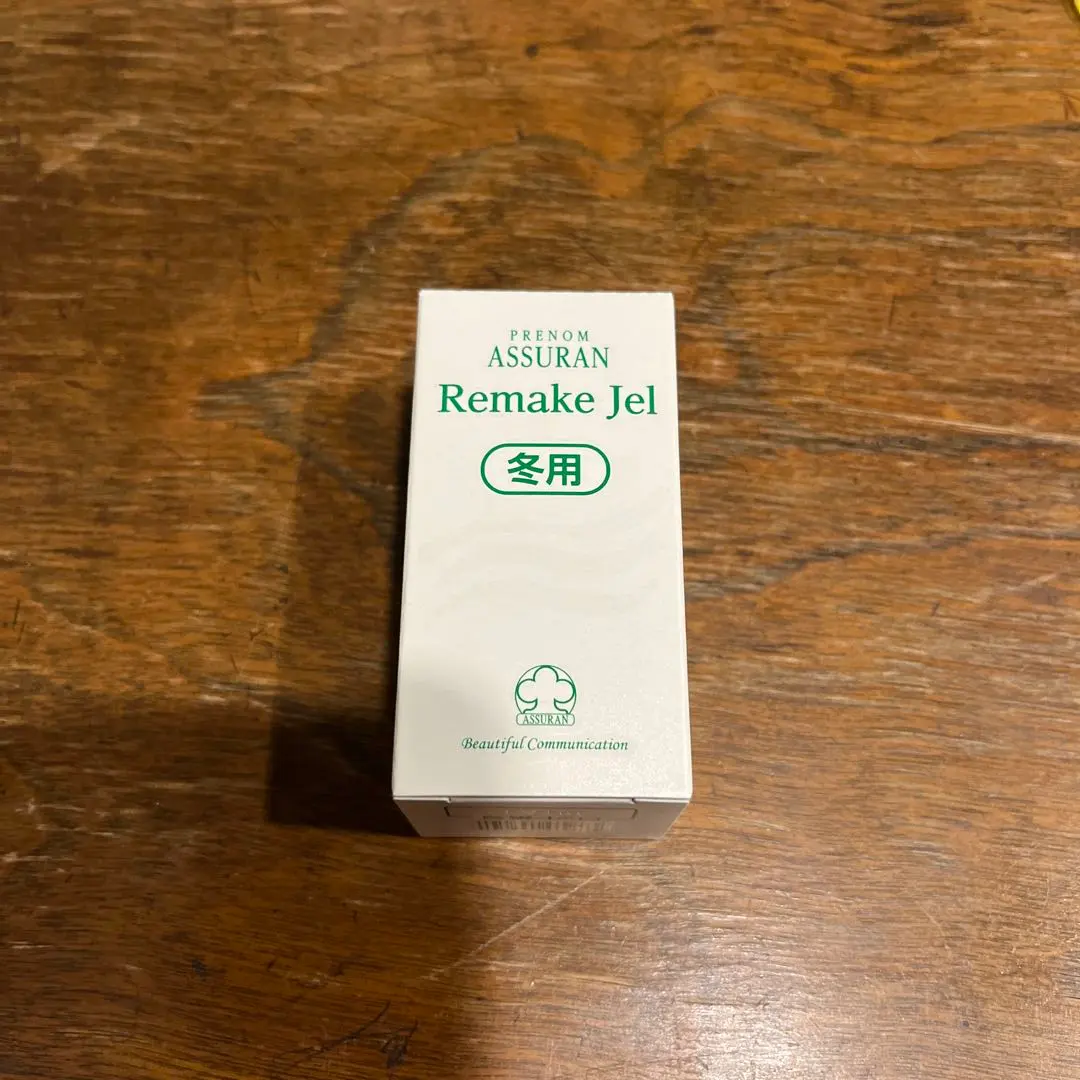 PRENOM
ASSURAN
Remake Jel
冬用
ASSURAN
Beautiful Communication